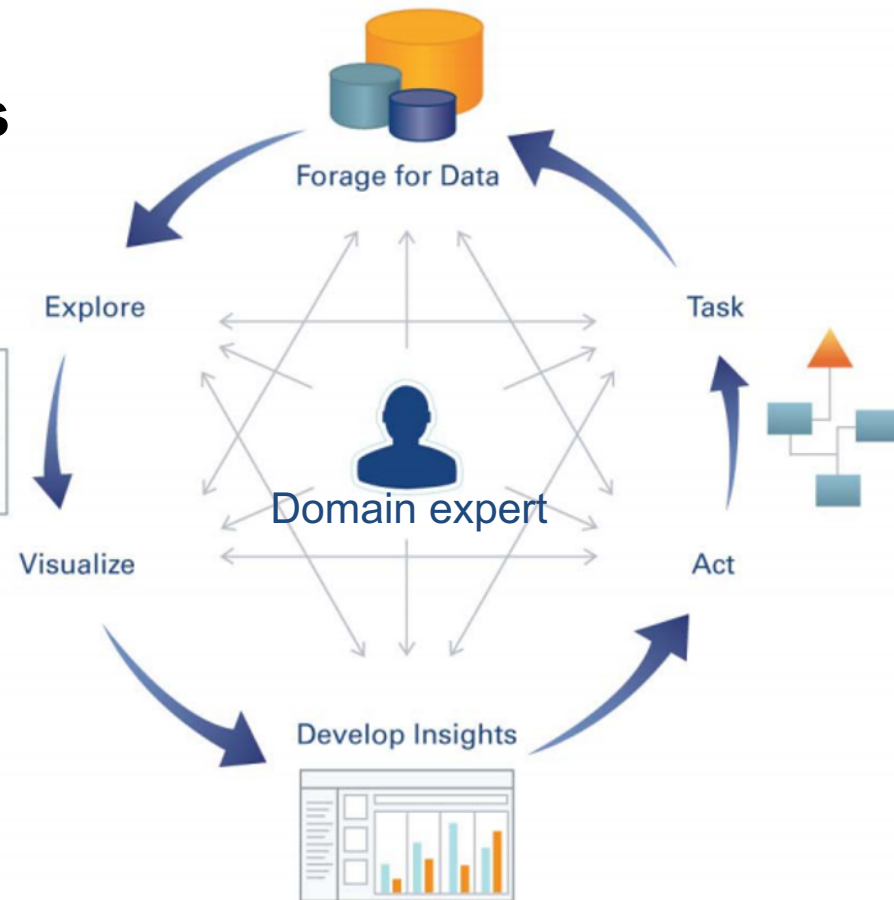 s
Forage for Data
Explore
Task
Domain expert
Visualize
Act
Develop Insights